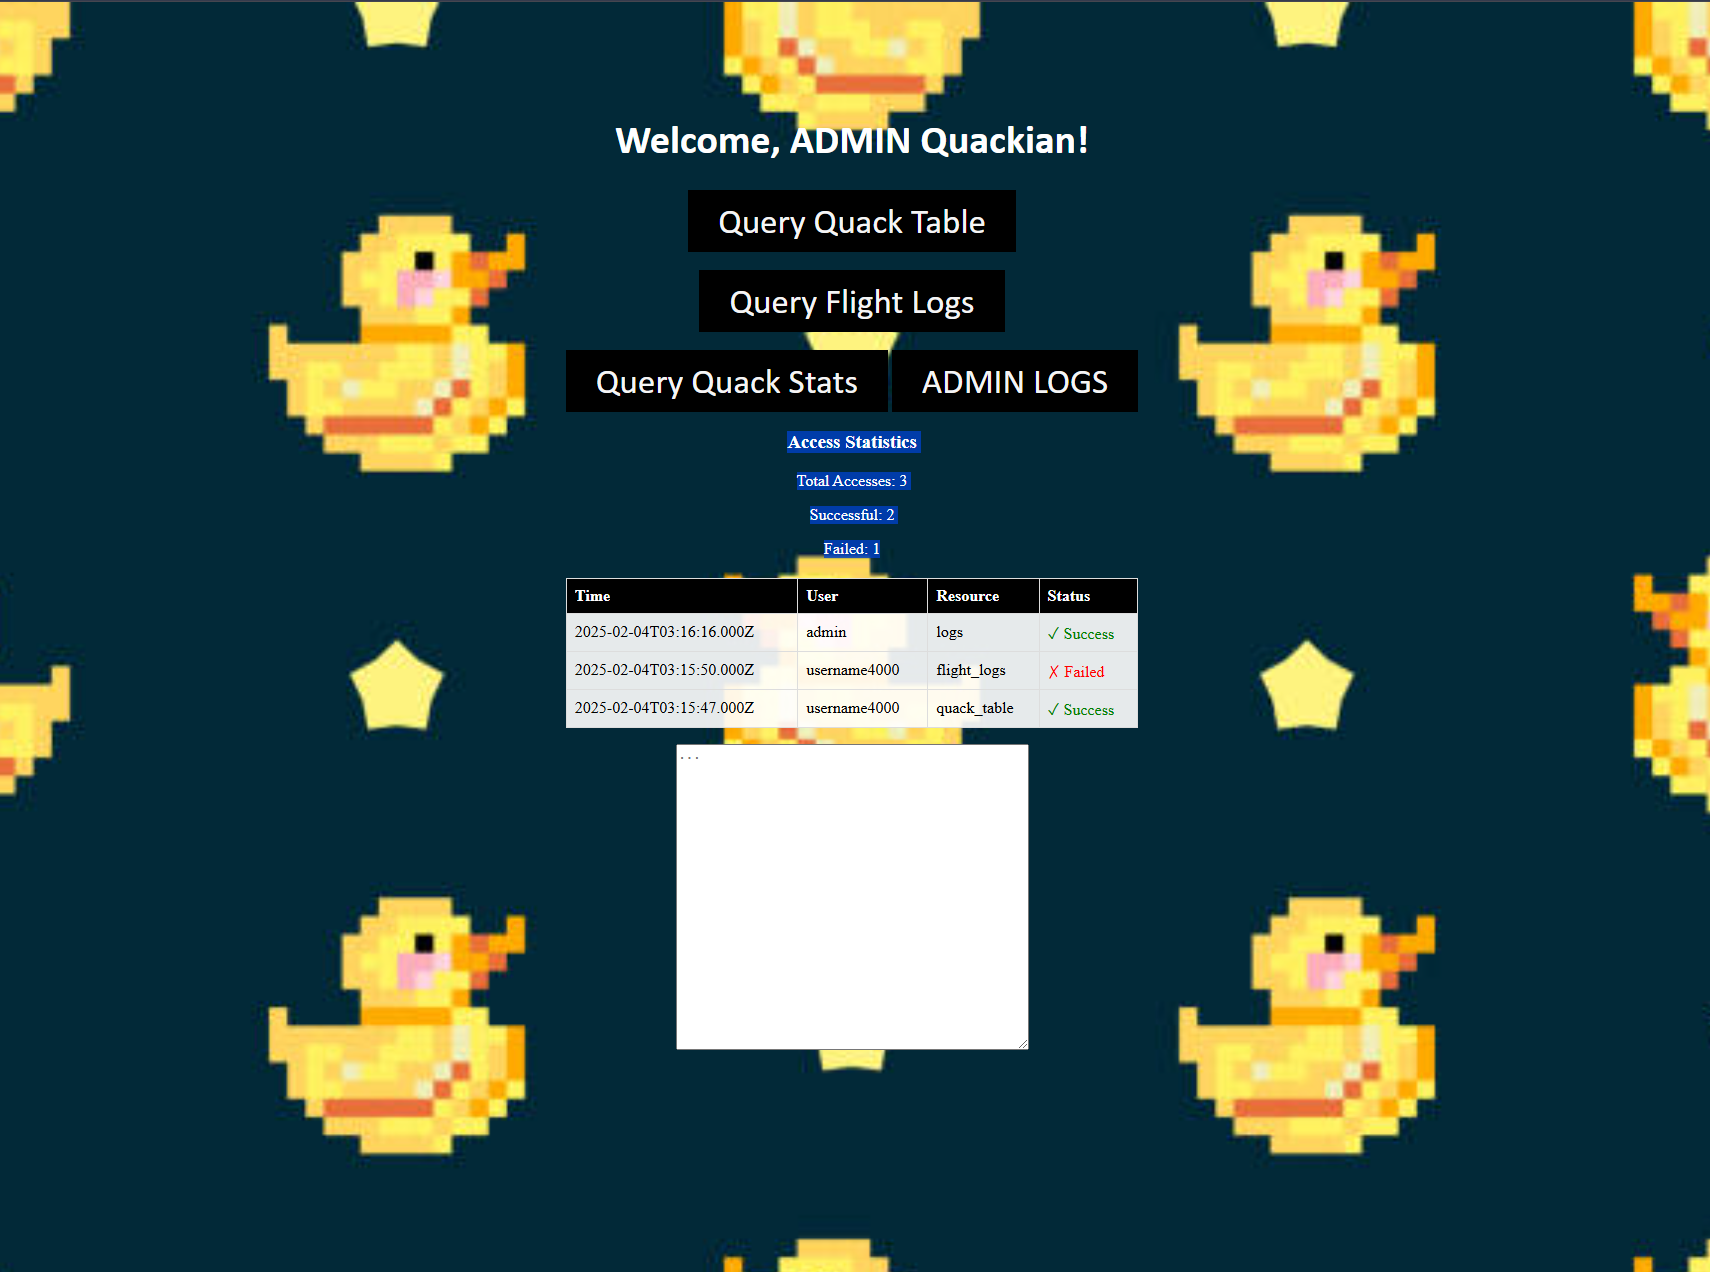 Welcome, ADMIN Quackian!
Query Quack Table
Query Flight Logs
Query Quack Stats ADMIN LOGS
Access Statistics
Total Accesses: 3
Successful: 2
Failed: 1
Time User Resource Status
2025-02-04T03:16:16.000Z admin logs ✓ Success
2025-02-04T03:15:50.000Z username4000 flight_logs ✗ Failed
2025-02-04T03:15:47.000Z username4000 quack_table ✓ Success
...